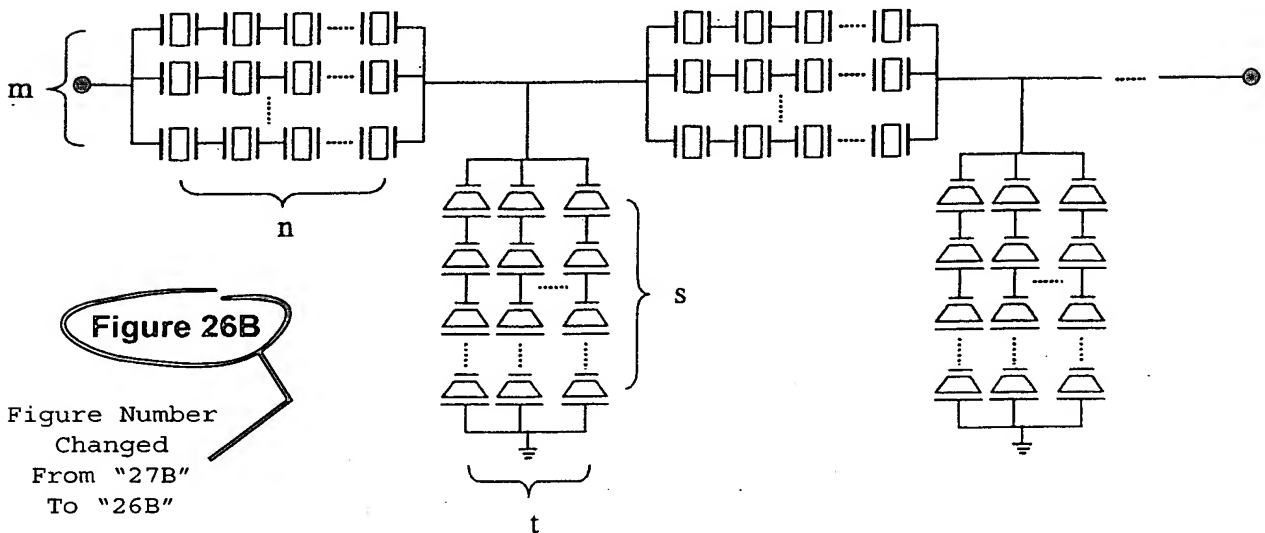 m
n
s
t
Figure 26B
Figure Number
Changed
From "27B"
To "26B"